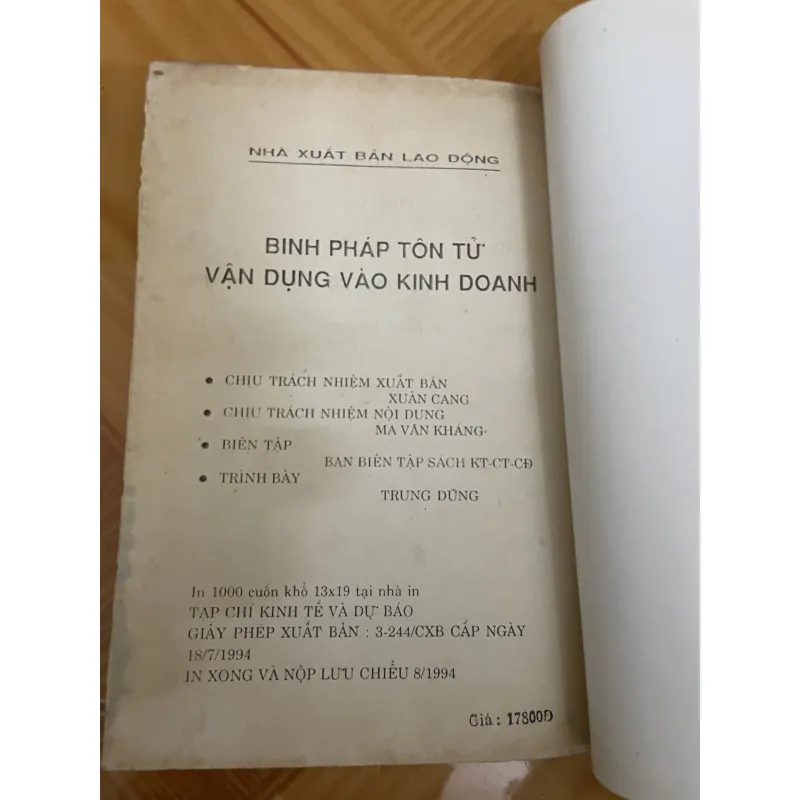 NHÀ XUẤT BẢN LAO ĐỘNG
BINH PHÁP TÔN TỬ
VẬN DỤNG VÀO KINH DOANH
• CHỊU TRÁCH NHIỆM XUẤT BẢN
XUÂN CANG
• CHỊU TRÁCH NHIỆM NỘI DUNG
MA VĂN KHÁNG
• BIÊN TẬP
BAN BIÊN TẬP SÁCH KT-CT-CĐ
• TRÌNH BÀY
TRUNG DŨNG
In 1000 cuốn khổ 13x19 tại nhà in
TẠP CHÍ KINH TẾ VÀ DỰ BÁO
GIẤY PHÉP XUẤT BẢN : 3-244/CXB CẤP NGÀY
18/7/1994
IN XONG VÀ NỘP LƯU CHIỂU 8/1994
Giá : 17800Đ